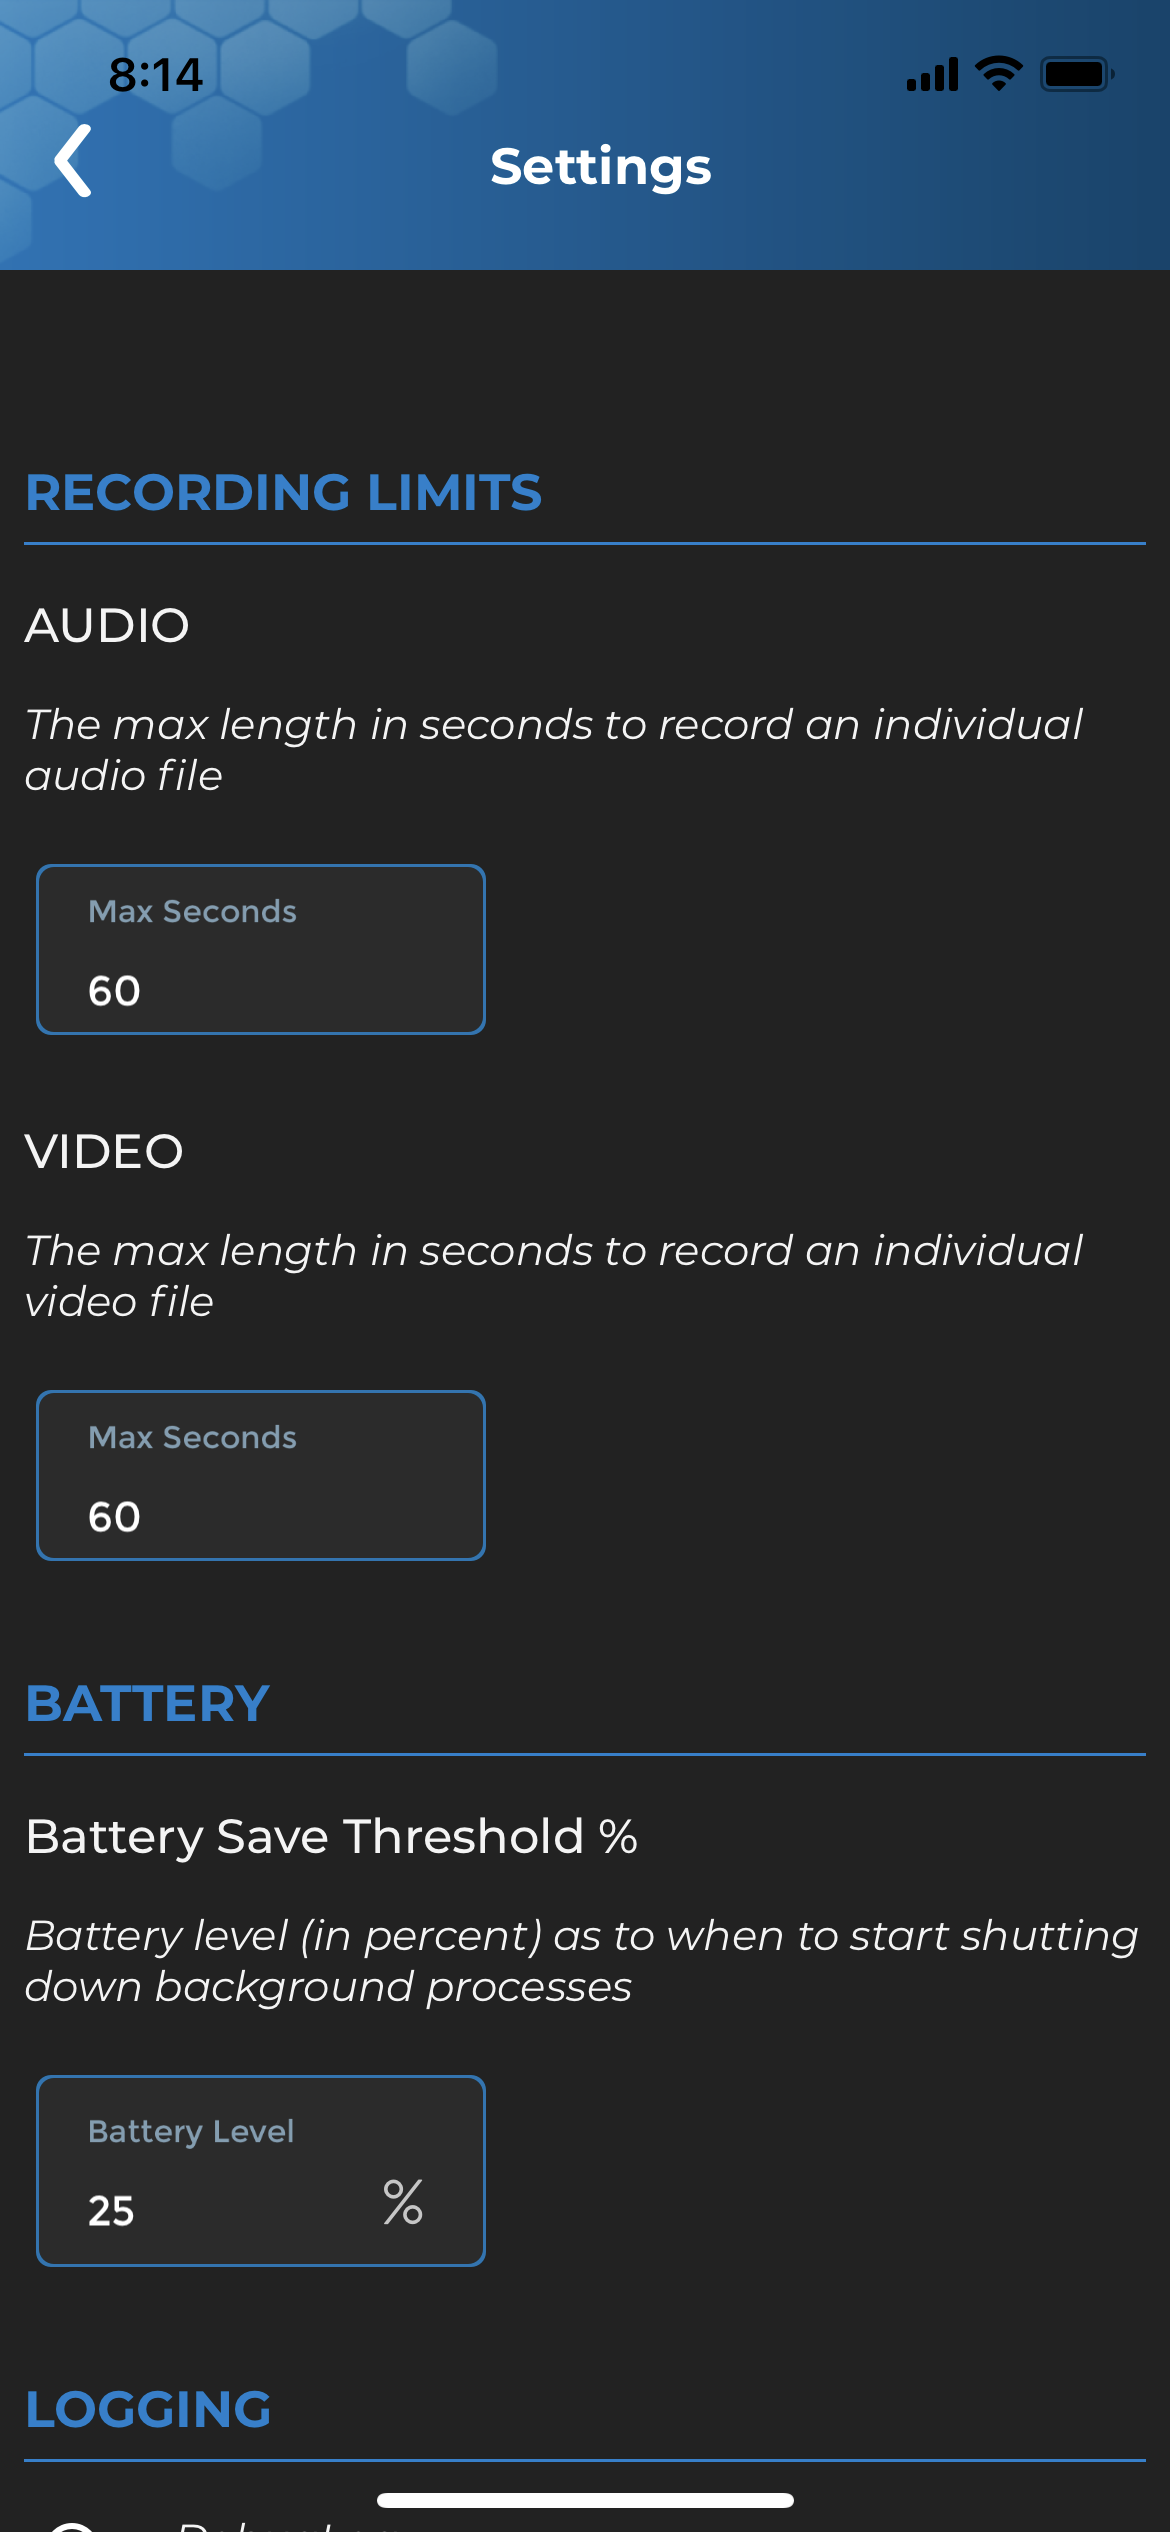 8:14
Settings
RECORDING LIMITS
AUDIO
The max length in seconds to record an individual
audio file
Max Seconds
60
VIDEO
The max length in seconds to record an individual
video file
Max Seconds
60
BATTERY
Battery Save Threshold %
Battery level (in percent) as to when to start shutting
down background processes
Battery Level
25 %
LOGGING